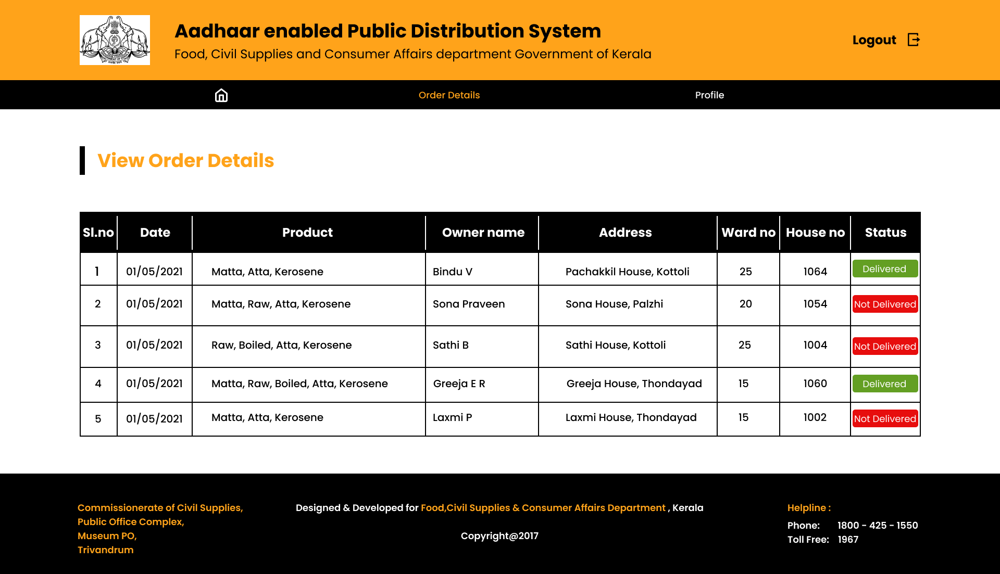 Aadhaar enabled Public Distribution System
Food, Civil Supplies and Consumer Affairs department Government of Kerala
Logout
Order Details
Profile
View Order Details
Sl.no Date Product Owner name Address Ward no House no Status
1 01/05/2021 Matta, Atta, Kerosene Bindu V Pachakkil House, Kottoli 25 1064 Delivered
2 01/05/2021 Matta, Raw, Atta, Kerosene Sona Praveen Sona House, Palzhi 20 1054 Not Delivered
3 01/05/2021 Raw, Boiled, Atta, Kerosene Sathi B Sathi House, Kottoli 25 1004 Not Delivered
4 01/05/2021 Matta, Raw, Boiled, Atta, Kerosene Greeja E R Greeja House, Thondayad 15 1060 Delivered
5 01/05/2021 Matta, Atta, Kerosene Laxmi P Laxmi House, Thondayad 15 1002 Not Delivered
Commissionerate of Civil Supplies,
Public Office Complex,
Museum PO,
Trivandrum
Designed & Developed for Food,Civil Supplies & Consumer Affairs Department , Kerala
Copyright@2017
Helpline :
Phone: 1800 - 425 - 1550
Toll Free: 1967